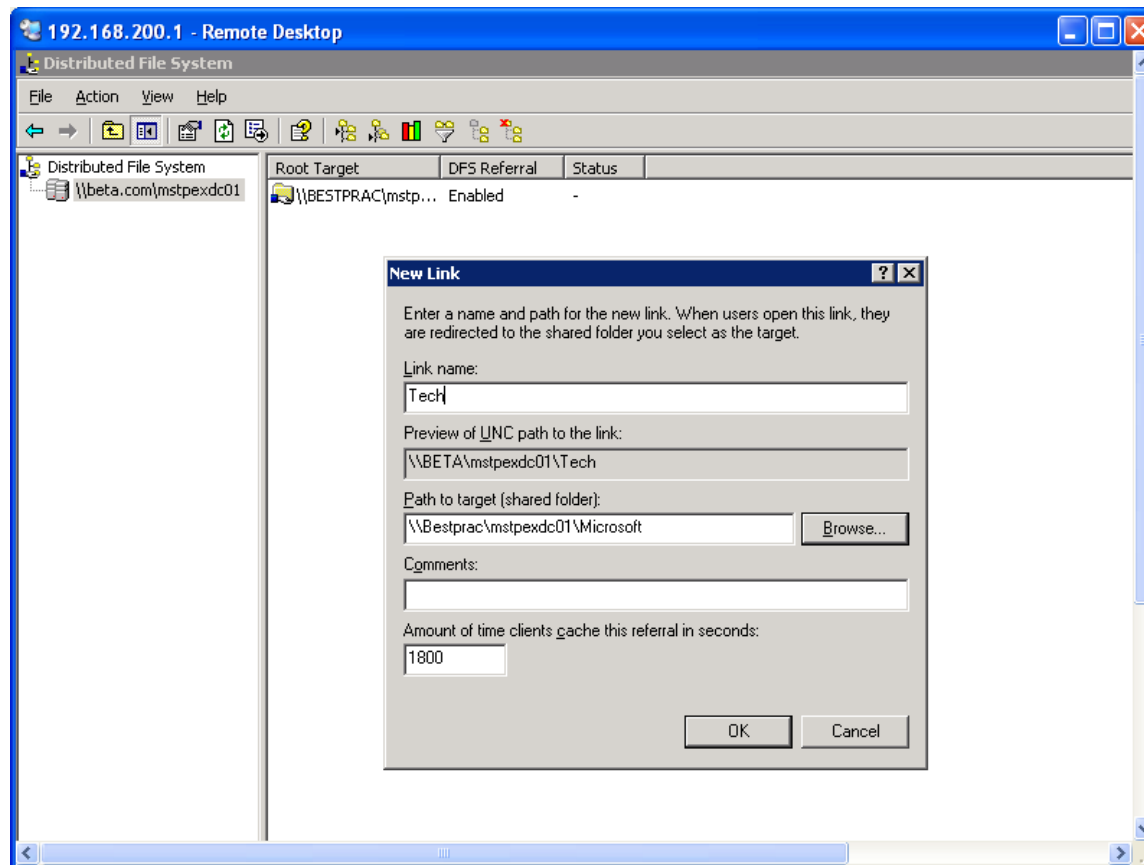 192.168.200.1 - Remote Desktop
Distributed File System
File Action View Help
Distributed File System
\\beta.com\mstpexdc01
Root Target DFS Referral Status
\\BESTPRAC\mstp... Enabled -
New Link
Enter a name and path for the new link. When users open this link, they
are redirected to the shared folder you select as the target.
Link name:
Tech
Preview of UNC path to the link:
\\BETA\mstpexdc01\Tech
Path to target (shared folder):
\\Bestprac\mstpexdc01\Microsoft
Browse...
Comments:
Amount of time clients cache this referral in seconds:
1800
OK Cancel